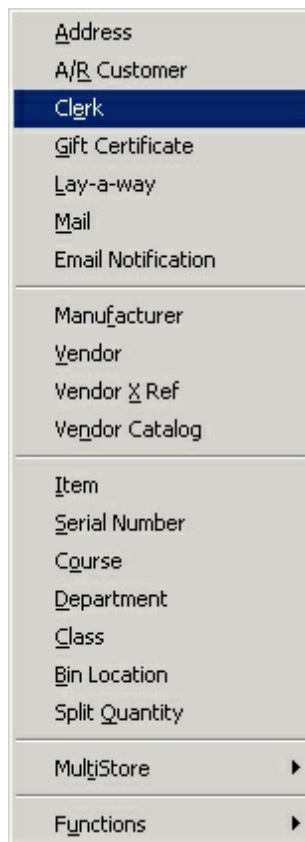 Address
A/R Customer
Clerk
Gift Certificate
Lay-a-way
Mail
Email Notification
Manufacturer
Vendor
Vendor X Ref
Vendor Catalog
Item
Serial Number
Course
Department
Class
Bin Location
Split Quantity
MultiStore
Functions